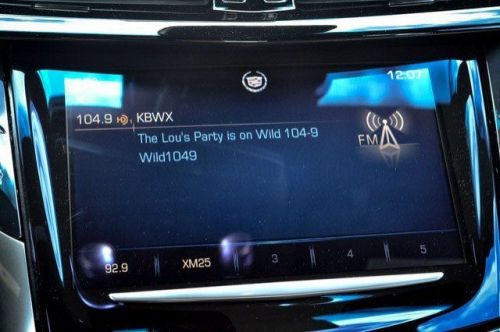 12:07
104.9 HD KBWX
The Lou's Party is on Wild 104-9
Wild1049
FM
92.9 XM25 3 4 5